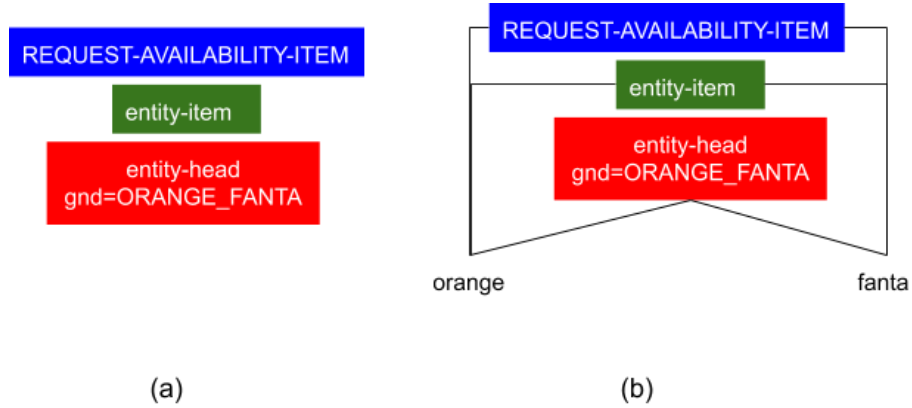 REQUEST-AVAILABILITY-ITEM
entity-item
entity-head
gnd=ORANGE_FANTA
(a)
REQUEST-AVAILABILITY-ITEM
entity-item
entity-head
gnd=ORANGE_FANTA
orange
fanta
(b)